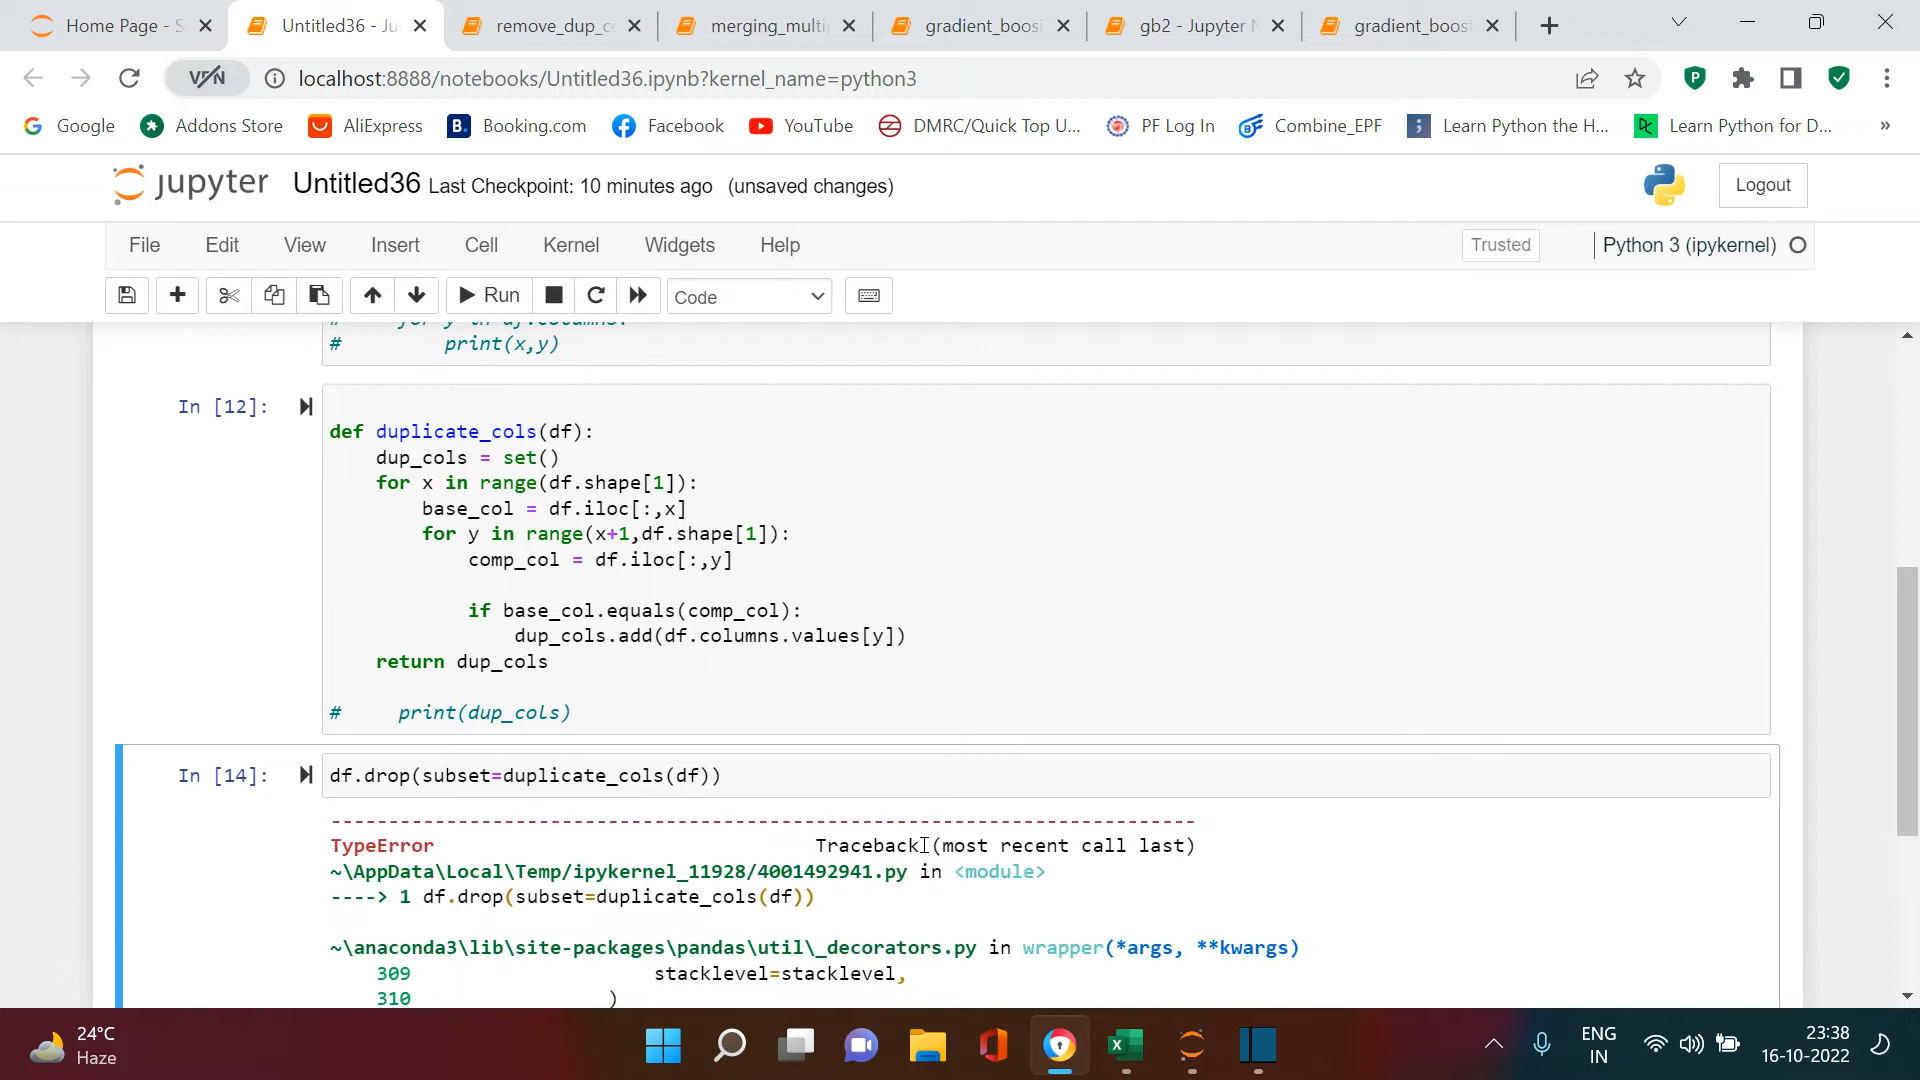 Home Page - S
Untitled36 - Ju
remove_dup_c
merging_multi
gradient_boosi
gb2 - Jupyter N
gradient_boost
VPN
localhost:8888/notebooks/Untitled36.ipynb?kernel_name=python3
Google
Addons Store
AliExpress
B. Booking.com
Facebook
YouTube
DMRC/Quick Top U...
PF Log In
Combine_EPF
Learn Python the H...
Learn Python for D...
»
jupyter Untitled36 Last Checkpoint: 10 minutes ago (unsaved changes)
Logout
File Edit View Insert Cell Kernel Widgets Help
Trusted
Python 3 (ipykernel)
Run
Code
# for y in df.columns:
# print(x,y)
In [12]:
def duplicate_cols(df):
dup_cols = set()
for x in range(df.shape[1]):
base_col = df.iloc[:,x]
for y in range(x+1,df.shape[1]):
comp_col = df.iloc[:,y]
if base_col.equals(comp_col):
dup_cols.add(df.columns.values[y])
return dup_cols
# print(dup_cols)
In [14]: df.drop(subset=duplicate_cols(df))
---------------------------------------------------------------------------
TypeError Traceback (most recent call last)
~\AppData\Local\Temp/ipykernel_11928/4001492941.py in <module>
----> 1 df.drop(subset=duplicate_cols(df))
~\anaconda3\lib\site-packages\pandas\util\_decorators.py in wrapper(*args, **kwargs)
309 stacklevel=stacklevel,
310 )
24°C
Haze
ENG
IN
23:38
16-10-2022